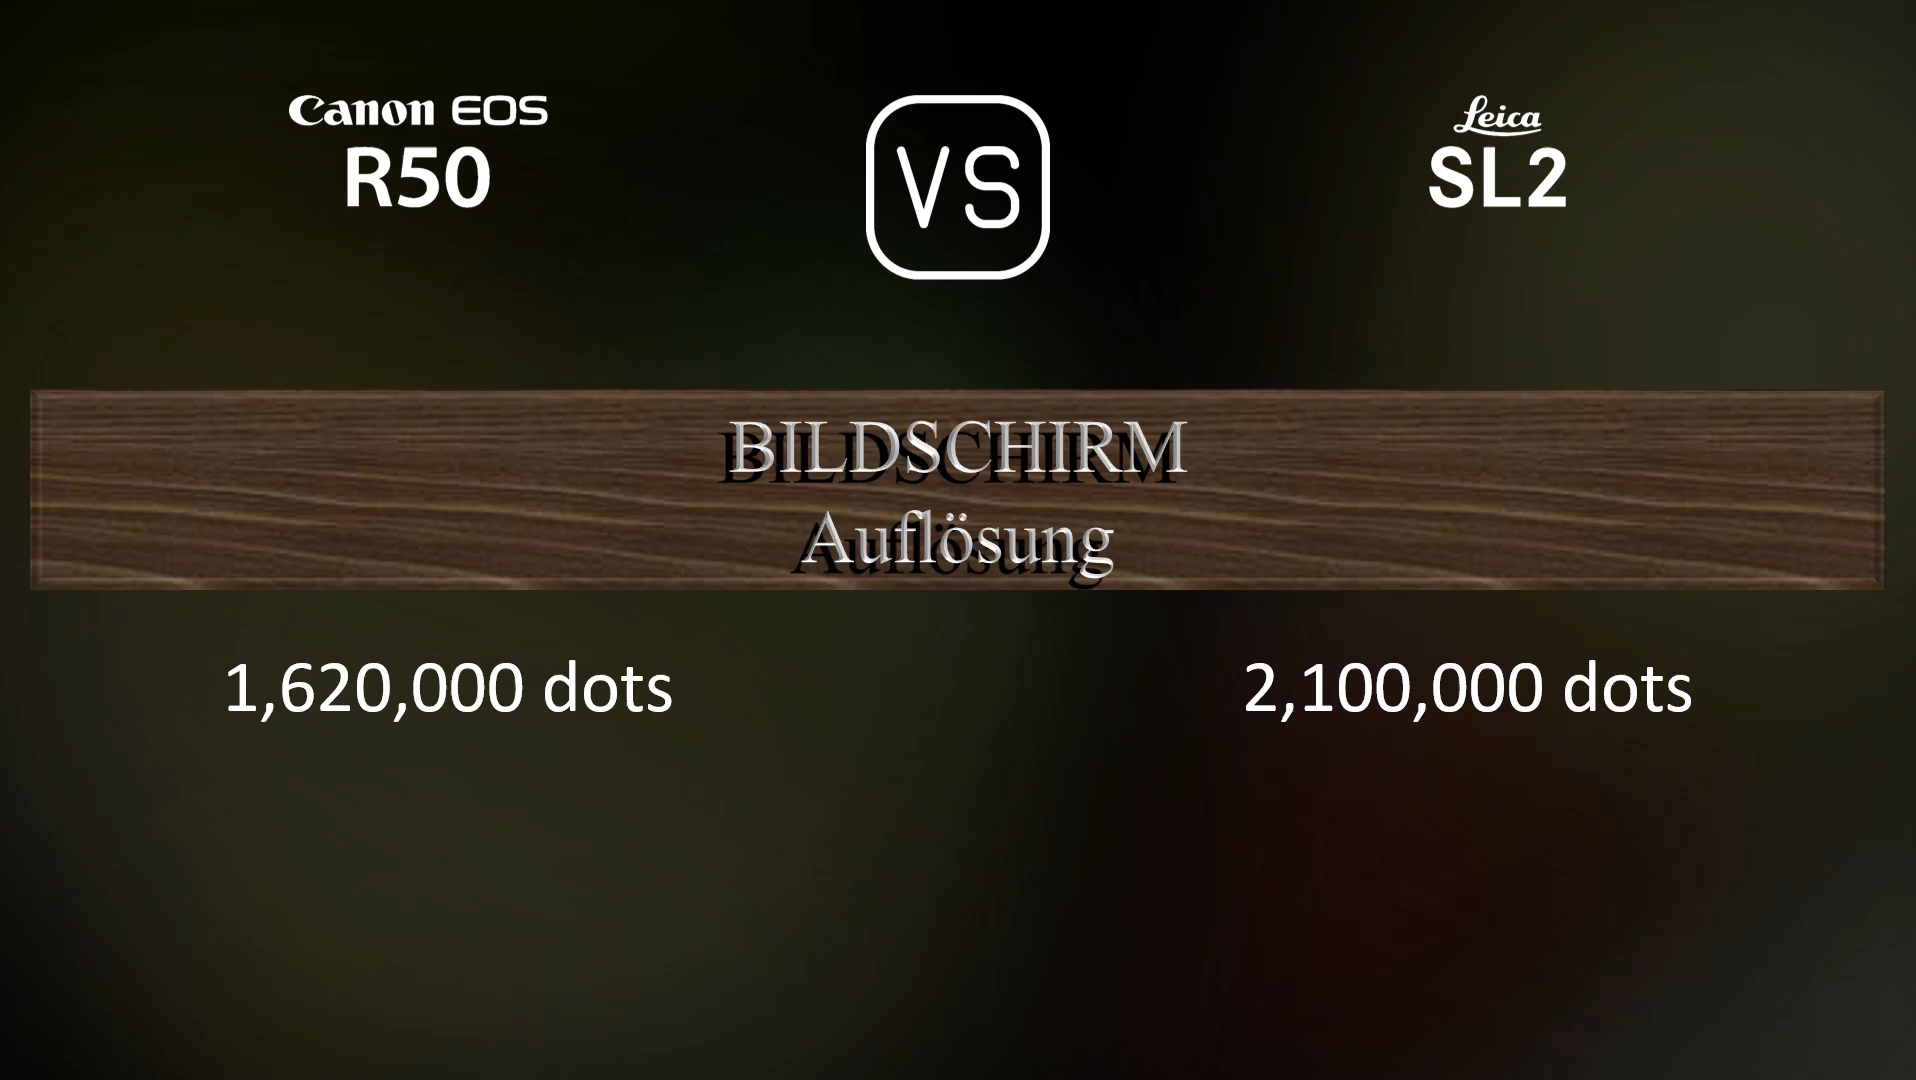 Canon EOS
R50
VS
Leica
SL2
BILDSCHIRM
Auflösung
1,620,000 dots
2,100,000 dots